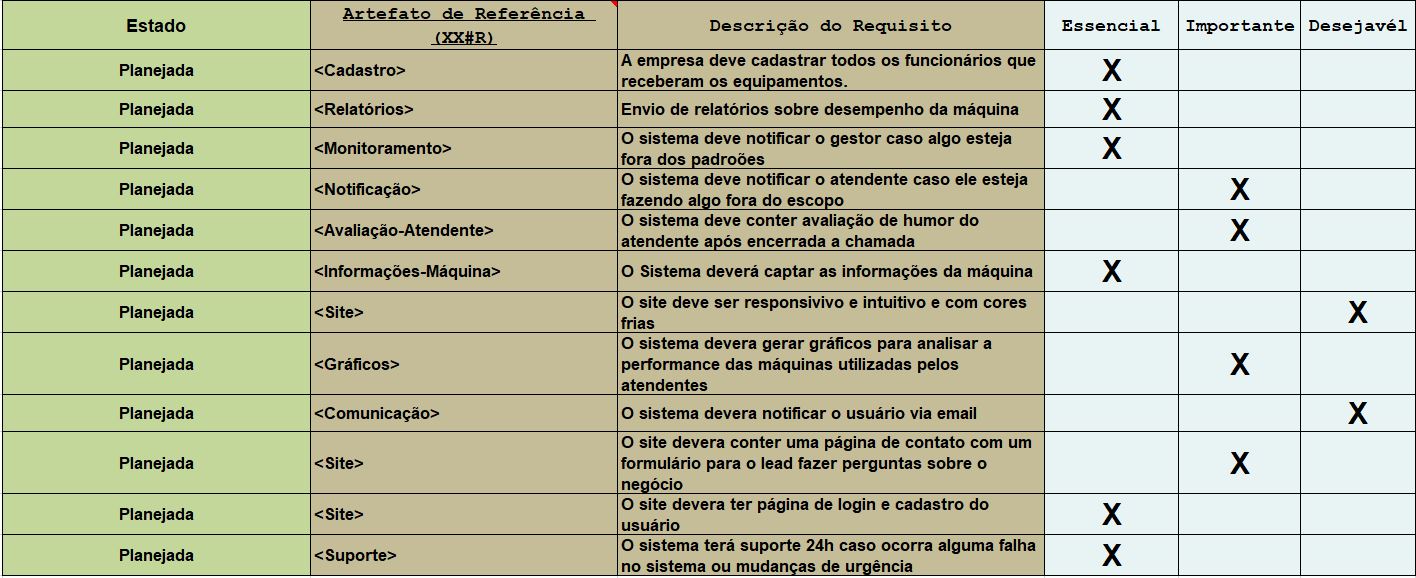 Estado
Artefato de Referência
(XX#R)
Descrição do Requisito
Essencial
Importante
Desejavél
Planejada
<Cadastro>
A empresa deve cadastrar todos os funcionários que
receberam os equipamentos.
X
Planejada
<Relatórios>
Envio de relatórios sobre desempenho da máquina
X
Planejada
<Monitoramento>
O sistema deve notificar o gestor caso algo esteja
fora dos padroões
X
Planejada
<Notificação>
O sistema deve notificar o atendente caso ele esteja
fazendo algo fora do escopo
X
Planejada
<Avaliação-Atendente>
O sistema deve conter avaliação de humor do
atendente após encerrada a chamada
X
Planejada
<Informações-Máquina>
O Sistema deverá captar as informações da máquina
X
Planejada
<Site>
O site deve ser responsivivo e intuitivo e com cores
frias
X
Planejada
<Gráficos>
O sistema devera gerar gráficos para analisar a
performance das máquinas utilizadas pelos
atendentes
X
Planejada
<Comunicação>
O sistema devera notificar o usuário via email
X
Planejada
<Site>
O site devera conter uma página de contato com um
formulário para o lead fazer perguntas sobre o
negócio
X
Planejada
<Site>
O site devera ter página de login e cadastro do
usuário
X
Planejada
<Suporte>
O sistema terá suporte 24h caso ocorra alguma falha
no sistema ou mudanças de urgência
X